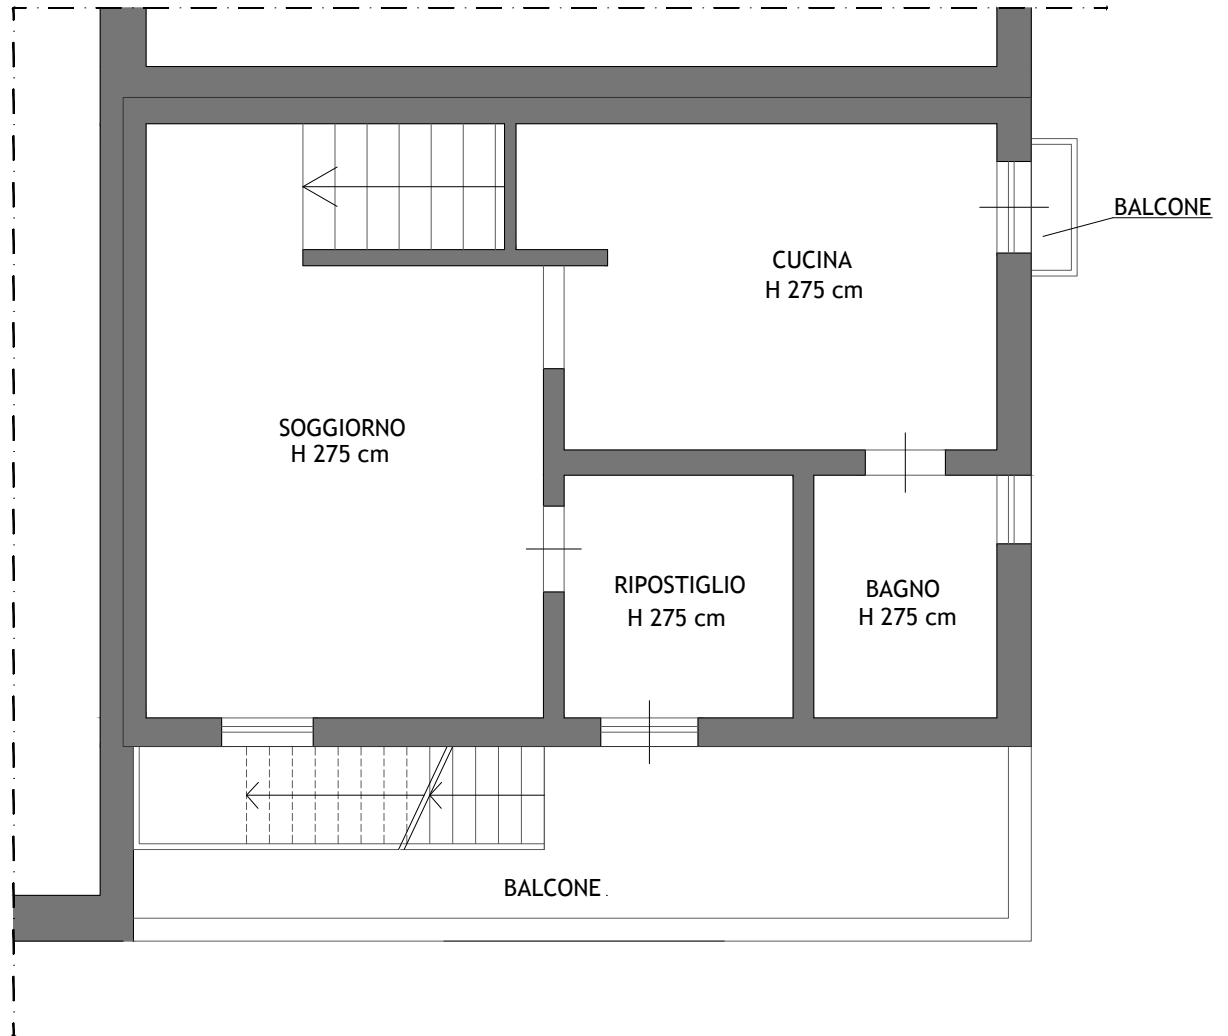 BALCONE
CUCINA
H 275 cm
SOGGIORNO
H 275 cm
RIPOSTIGLIO
H 275 cm
BAGNO
H 275 cm
BALCONE